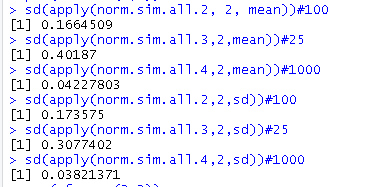 > sd(apply(norm.sim.all.2, 2, mean))#100
[1] 0.1664509
> sd(apply(norm.sim.all.3,2,mean))#25
[1] 0.40187
> sd(apply(norm.sim.all.4,2,mean))#1000
[1] 0.04227803
> sd(apply(norm.sim.all.2,2,sd))#100
[1] 0.173575
> sd(apply(norm.sim.all.3,2,sd))#25
[1] 0.3077402
> sd(apply(norm.sim.all.4,2,sd))#1000
[1] 0.03821371